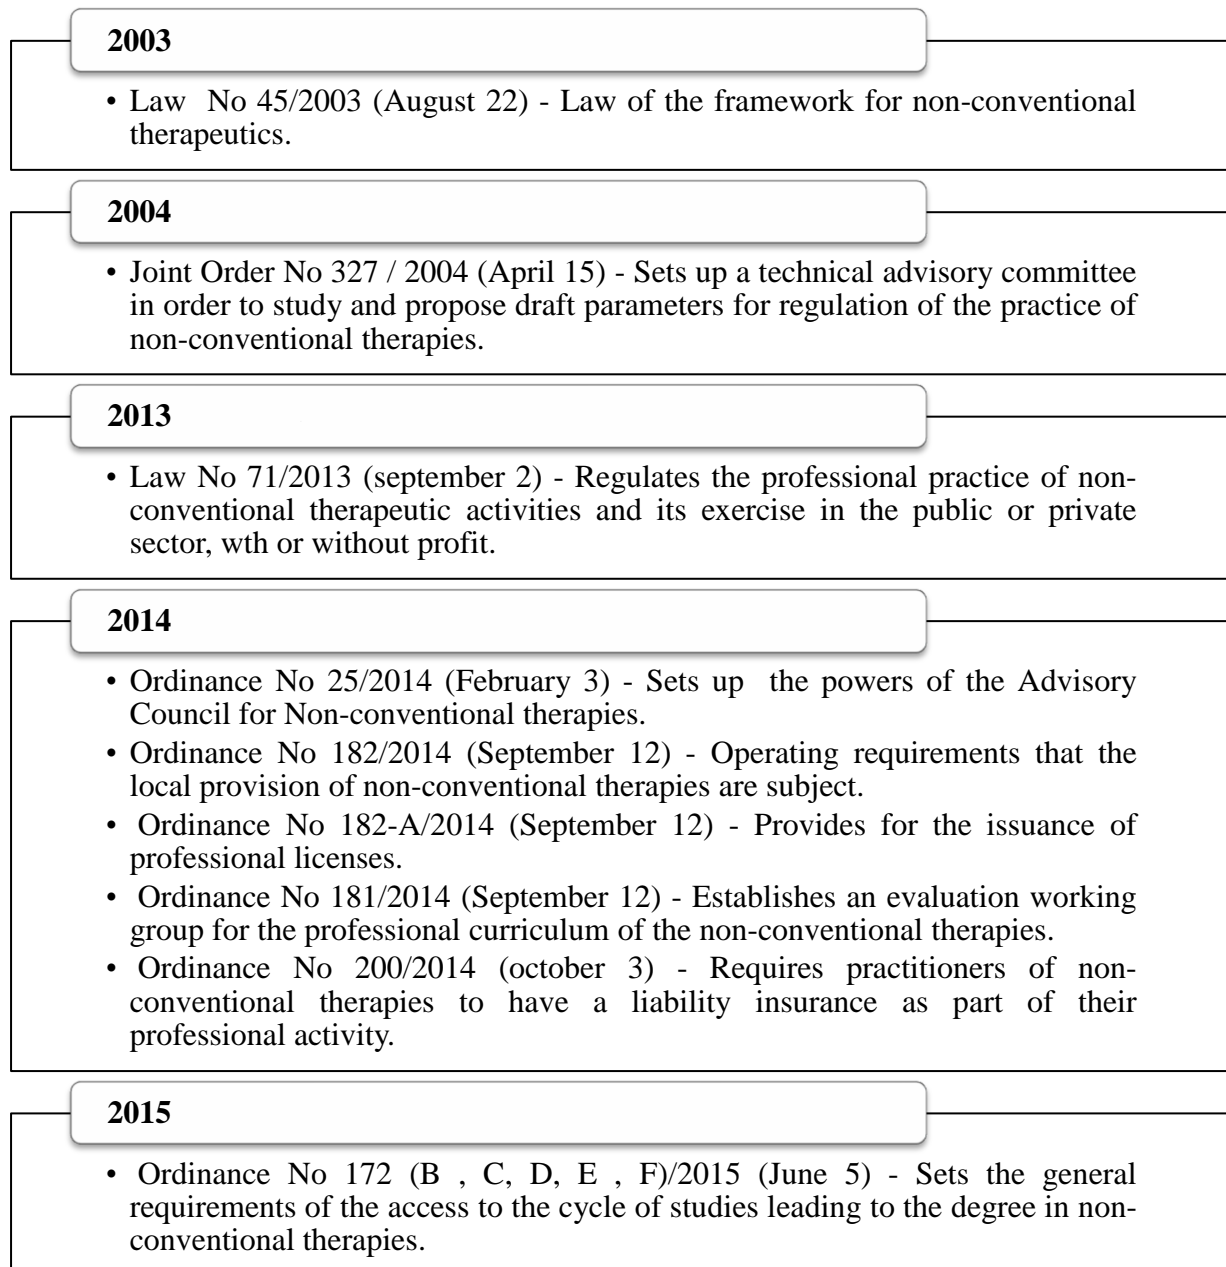 2003
• Law No 45/2003 (August 22) - Law of the framework for non-conventional
therapeutics.
2004
• Joint Order No 327 / 2004 (April 15) - Sets up a technical advisory committee
in order to study and propose draft parameters for regulation of the practice of
non-conventional therapies.
2013
• Law No 71/2013 (september 2) - Regulates the professional practice of non-
conventional therapeutic activities and its exercise in the public or private
sector, wth or without profit.
2014
• Ordinance No 25/2014 (February 3) - Sets up the powers of the Advisory
Council for Non-conventional therapies.
• Ordinance No 182/2014 (September 12) - Operating requirements that the
local provision of non-conventional therapies are subject.
• Ordinance No 182-A/2014 (September 12) - Provides for the issuance of
professional licenses.
• Ordinance No 181/2014 (September 12) - Establishes an evaluation working
group for the professional curriculum of the non-conventional therapies.
• Ordinance No 200/2014 (october 3) - Requires practitioners of non-
conventional therapies to have a liability insurance as part of their
professional activity.
2015
• Ordinance No 172 (B , C, D, E , F)/2015 (June 5) - Sets the general
requirements of the access to the cycle of studies leading to the degree in non-
conventional therapies.